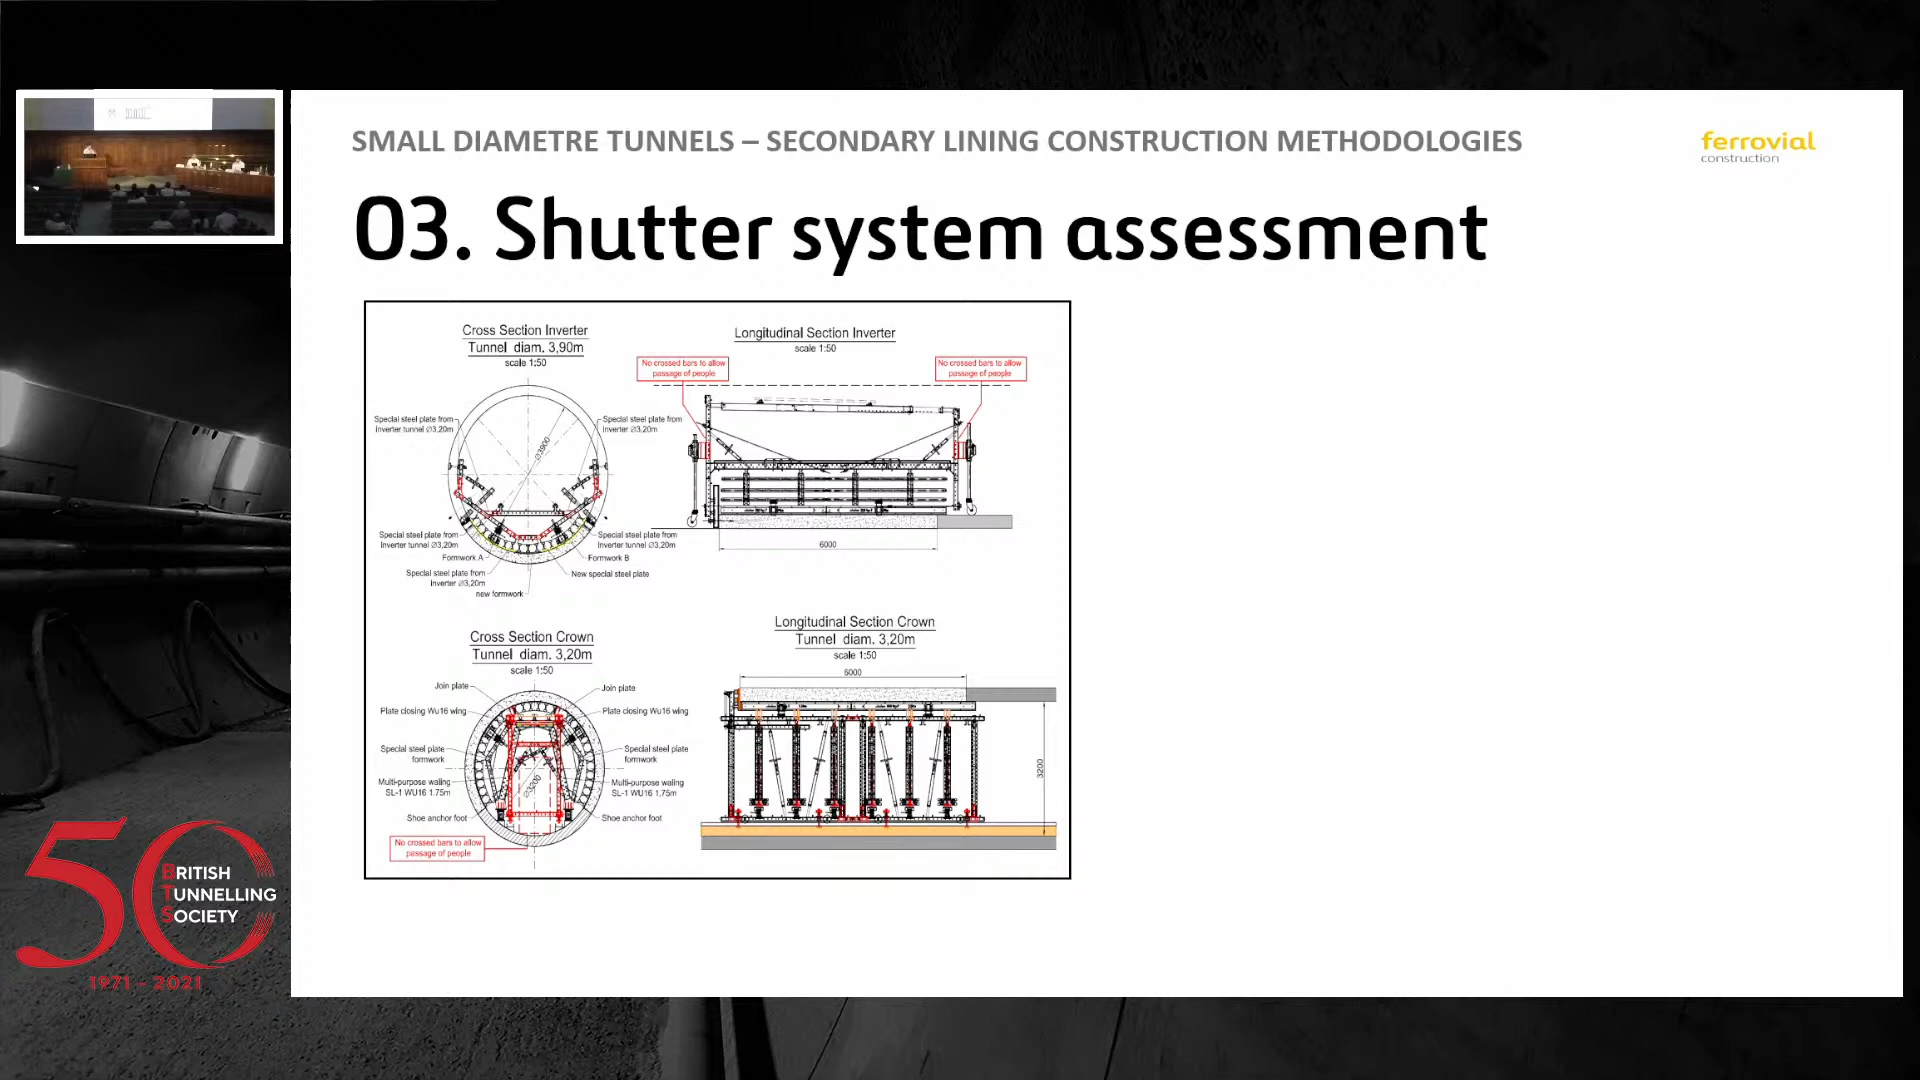 SMALL DIAMETRE TUNNELS – SECONDARY LINING CONSTRUCTION METHODOLOGIES
ferrovial
construction
03. Shutter system assessment
Cross Section Inverter
Tunnel diam. 3,90m
scale 1:50
Longitudinal Section Inverter
scale 1:50
No crossed bars to allow
passage of people
No crossed bars to allow
passage of people
Special steel plate from
inverter tunnel Ø3,20m
Special steel plate from
inverter Ø3,20m
Ø3900
Special steel plate from
Inverter tunnel Ø3,20m
Special steel plate from
Inverter tunnel Ø3,20m
Formwork A
Formwork B
Special steel plate from
inverter Ø3,20m
New special steel plate
new formwork
6000
Cross Section Crown
Tunnel diam. 3,20m
scale 1:50
Longitudinal Section Crown
Tunnel diam. 3,20m
scale 1:50
6000
Join plate
Join plate
Plate closing Wu16 wing
Plate closing Wu16 wing
Special steel plate
formwork
Special steel plate
formwork
Multi-purpose waling
SL-1 WU16 1.75m
Multi-purpose waling
SL-1 WU16 1,75m
Ø3200
Shoe anchor foot
Shoe anchor foot
3200
No crossed bars to allow
passage of people
50
BRITISH
TUNNELLING
SOCIETY
1971 - 2021